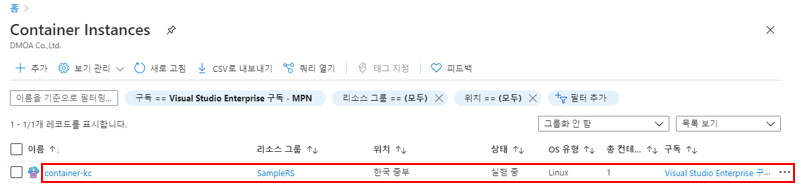 홈 >
Container Instances
DMOA Co.,Ltd.
추가 보기 관리 새로 고침 CSV로 내보내기 쿼리 열기 태그 지정 피드백
이름을 기준으로 필터링... 구독 == Visual Studio Enterprise 구독 - MPN 리소스 그룹 == (모두) 위치 == (모두) 필터 추가
1 - 1/1개 레코드를 표시합니다. 그룹화 안 함 목록 보기
이름 리소스 그룹 위치 상태 OS 유형 총 컨테... 구독
container-kc SampleRS 한국 중부 실행 중 Linux 1 Visual Studio Enterprise 구... ...